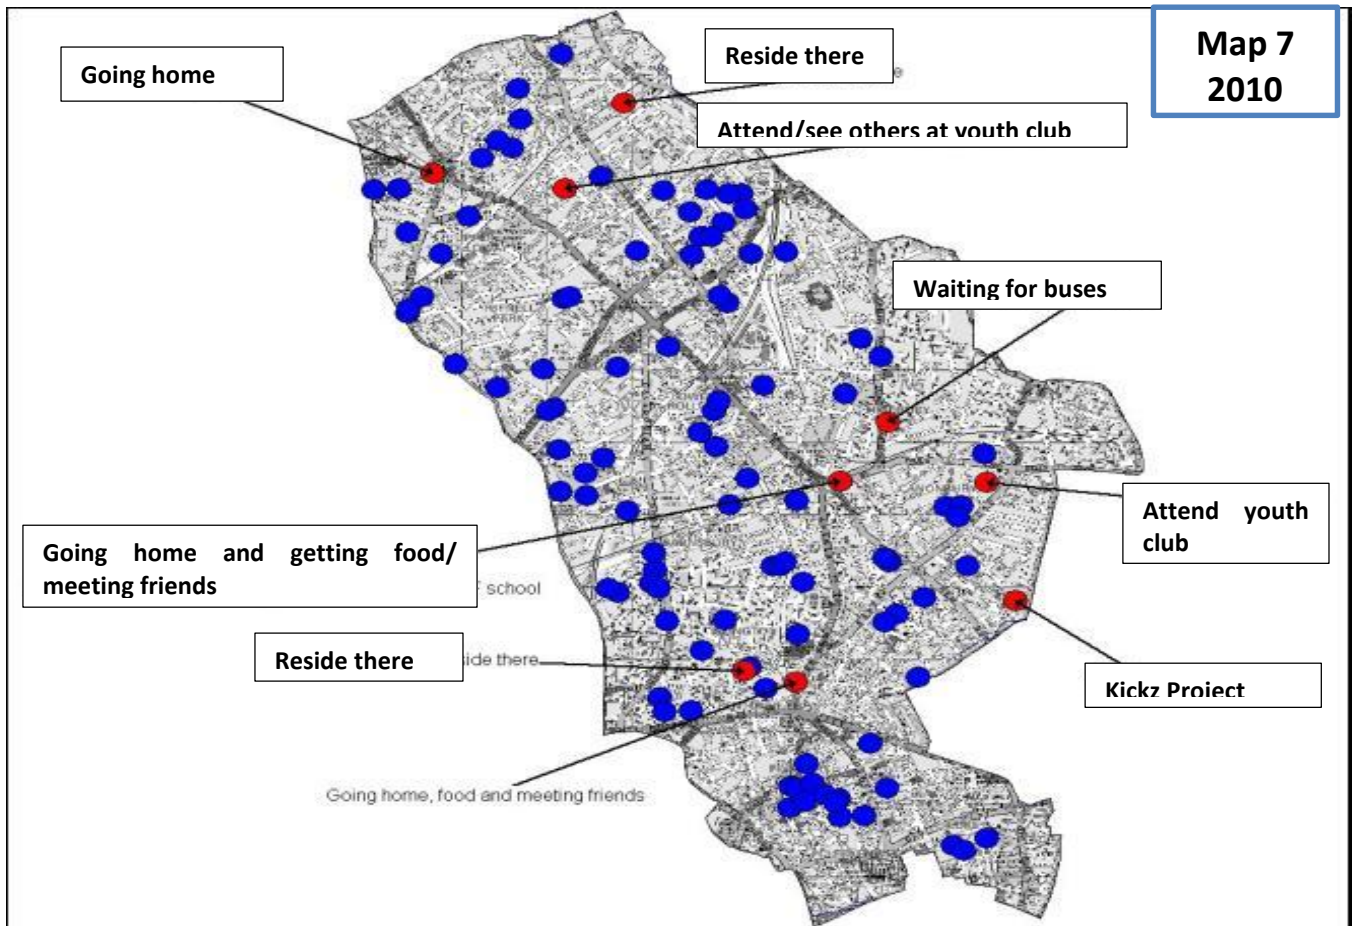 Map 7
2010
Going home
Reside there
e
Attend/see others at youth club
Waiting for buses
Attend youth
club
Going home and getting food/
meeting friends
school
Reside there
side there
Kickz Project
Going home, food and meeting friends